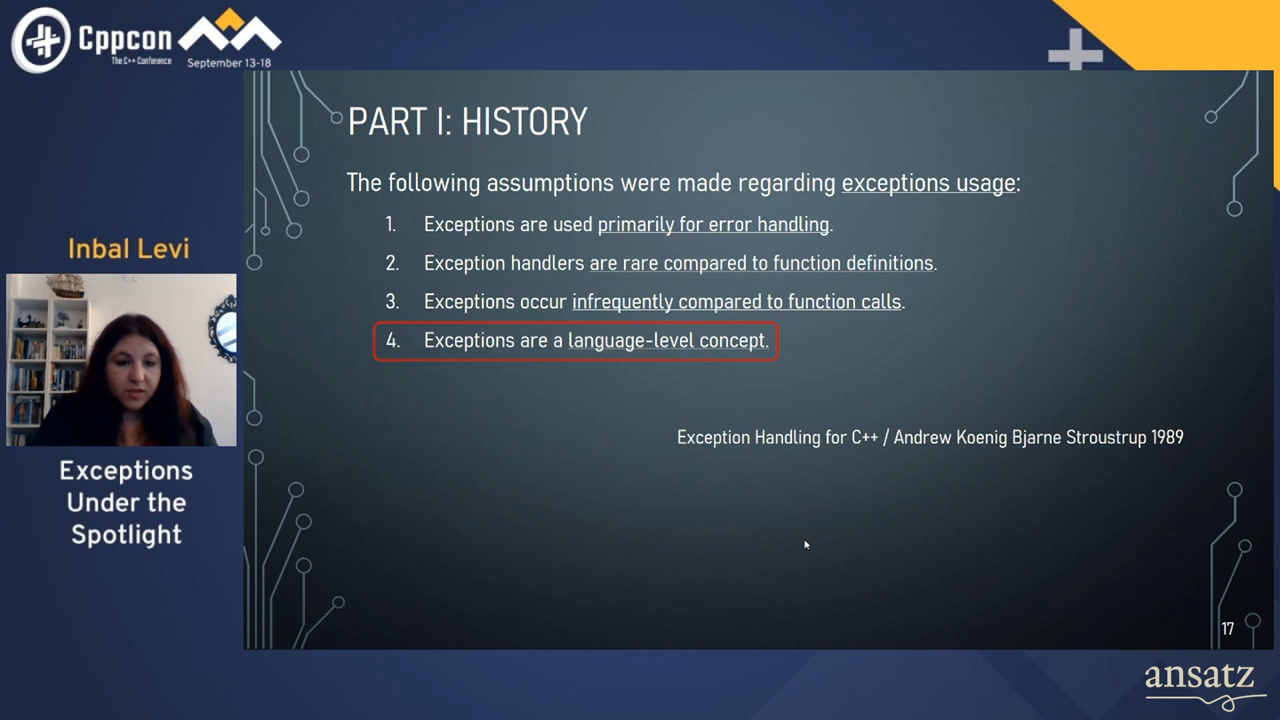 Cppcon
The C++ Conference
September 13-18
PART I: HISTORY
The following assumptions were made regarding exceptions usage:
1. Exceptions are used primarily for error handling.
2. Exception handlers are rare compared to function definitions.
3. Exceptions occur infrequently compared to function calls.
4. Exceptions are a language-level concept.
Exception Handling for C++ / Andrew Koenig Bjarne Stroustrup 1989
17
Inbal Levi
Exceptions
Under the
Spotlight
ansatz